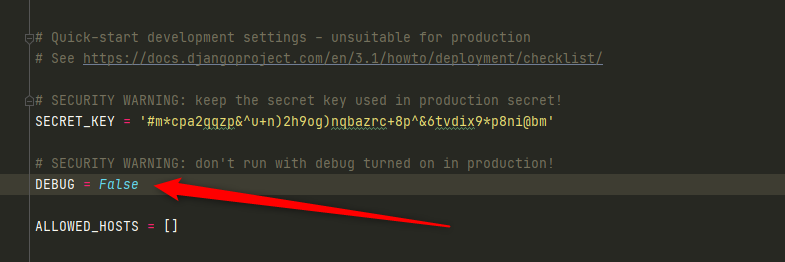 # Quick-start development settings - unsuitable for production
# See https://docs.djangoproject.com/en/3.1/howto/deployment/checklist/
# SECURITY WARNING: keep the secret key used in production secret!
SECRET_KEY = '#m*cpa2qqzp&^u+n)2h9og)nqbazrc+8p^&6tvdix9*p8ni@bm'
# SECURITY WARNING: don't run with debug turned on in production!
DEBUG = False
ALLOWED_HOSTS = []